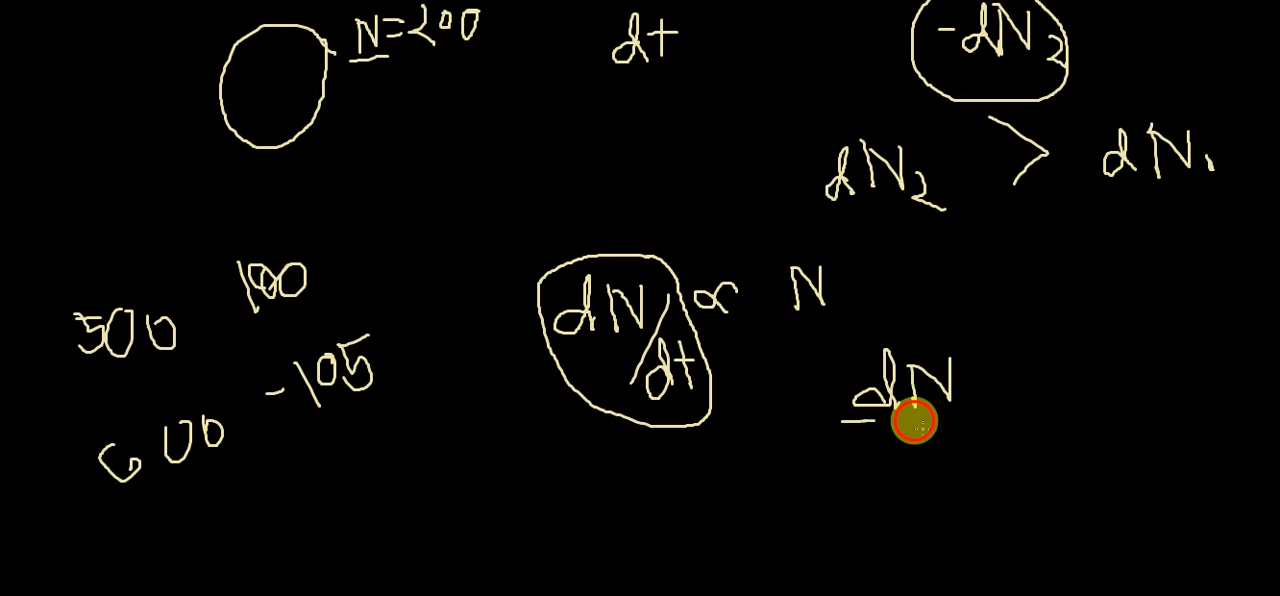 N=200 dt -dN₂
dN₂ > dN₁
500 100 dN/dt ∝ N
600 -105 dN